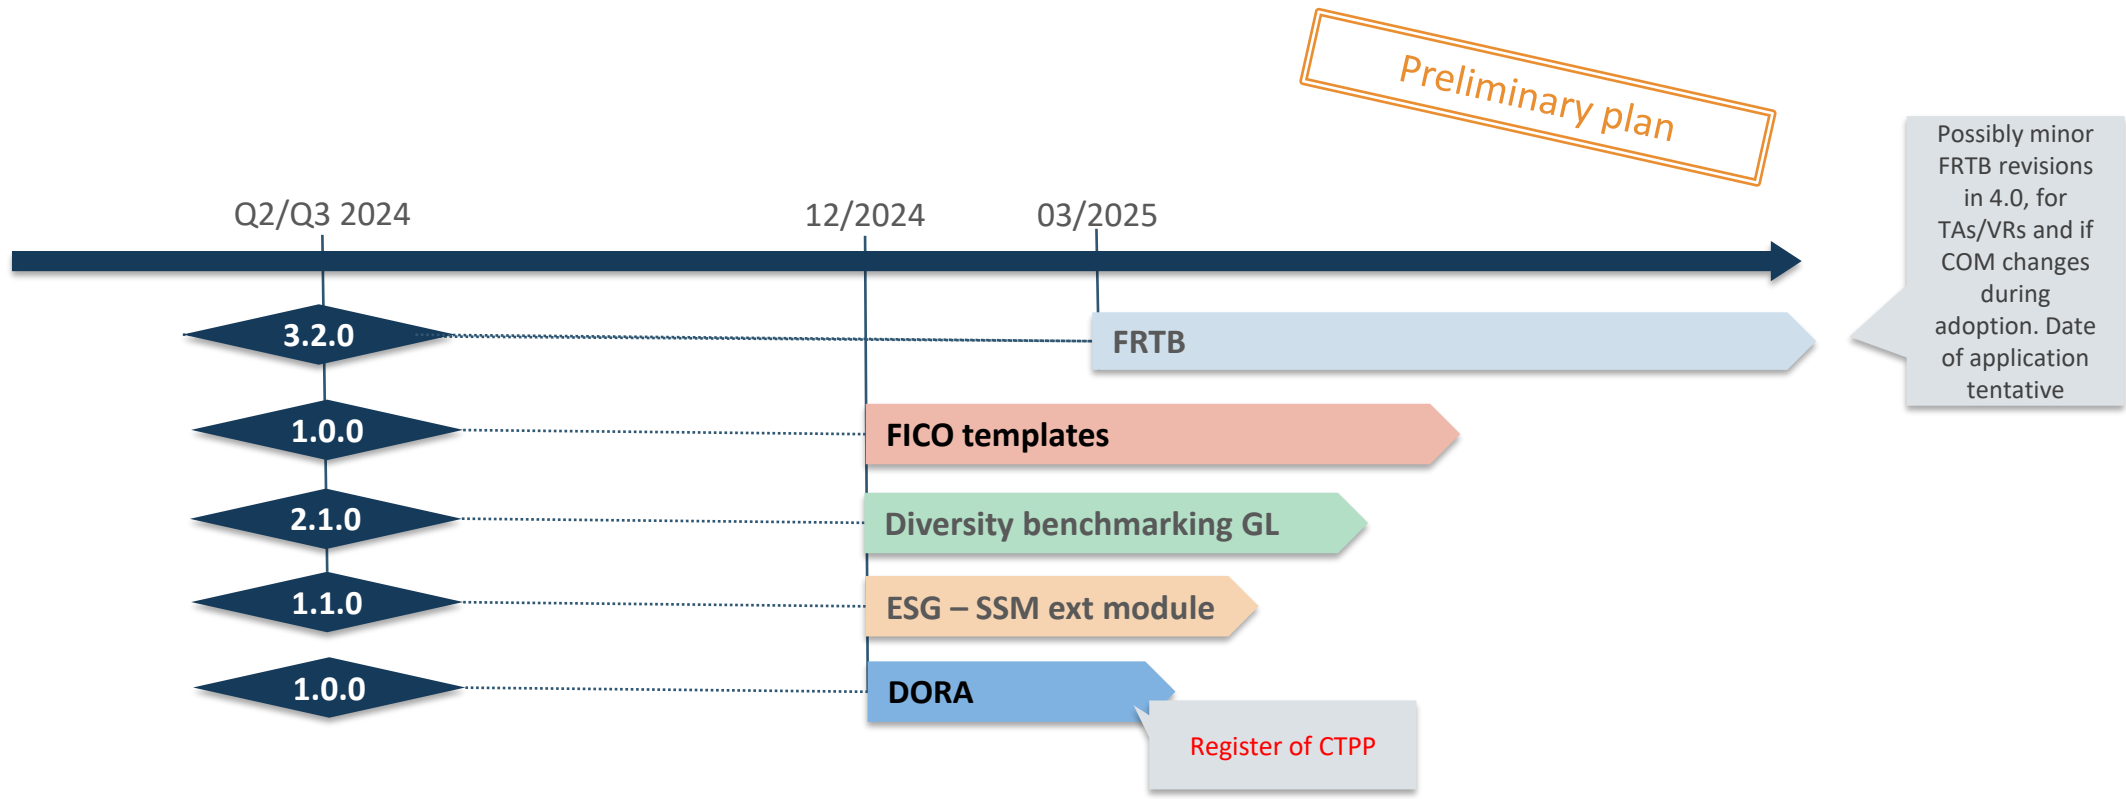 Preliminary plan
Possibly minor
FRTB revisions
in 4.0, for
TAs/VRs and if
COM changes
during
adoption. Date
of application
tentative
Q2/Q3 2024
12/2024
03/2025
3.2.0
FRTB
1.0.0
FICO templates
2.1.0
Diversity benchmarking GL
1.1.0
ESG – SSM ext module
1.0.0
DORA
Register of CTPP